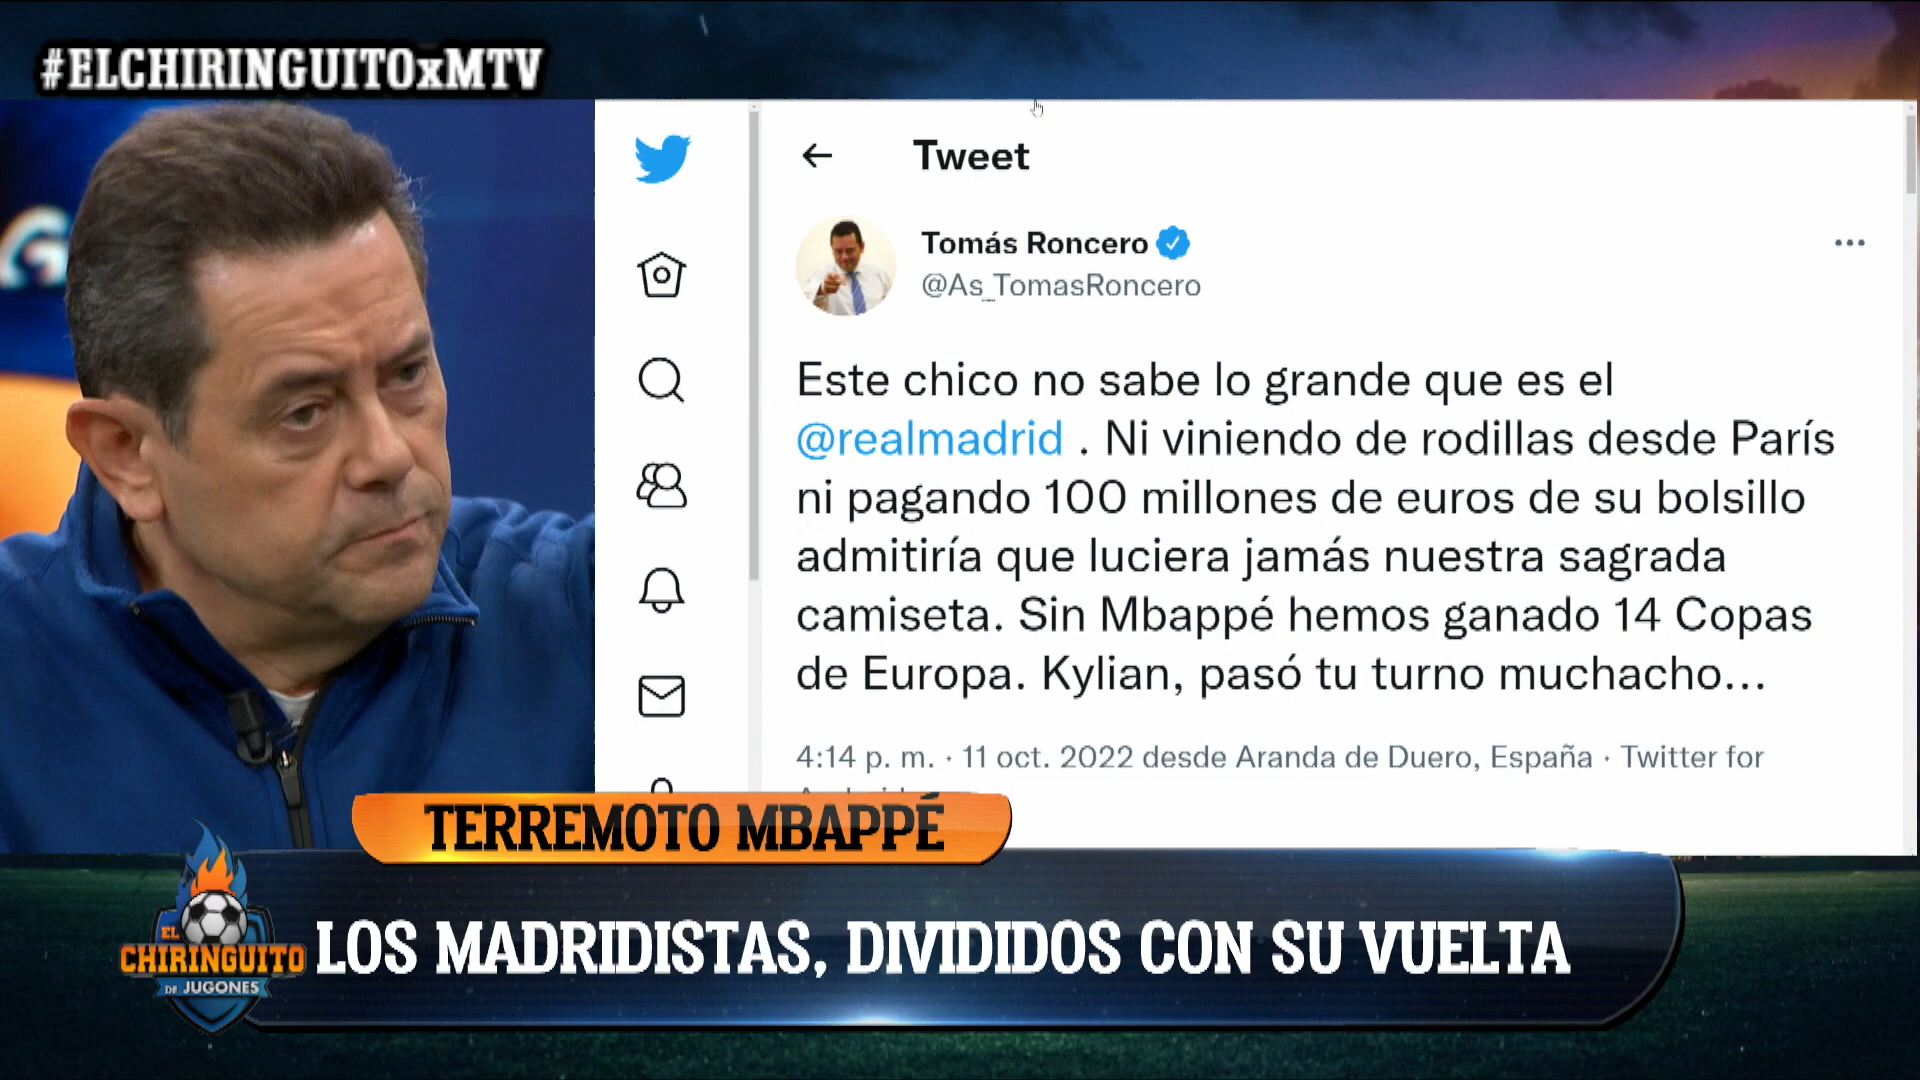 #ELCHIRINGUITOxMTV
Tweet
Tomás Roncero
@As_TomasRoncero
Este chico no sabe lo grande que es el
@realmadrid . Ni viniendo de rodillas desde París
ni pagando 100 millones de euros de su bolsillo
admitiría que luciera jamás nuestra sagrada
camiseta. Sin Mbappé hemos ganado 14 Copas
de Europa. Kylian, pasó tu turno muchacho...
4:14 p. m. · 11 oct. 2022 desde Aranda de Duero, España · Twitter for
TERREMOTO MBAPPÉ
EL
CHIRINGUITO
DE JUGONES
LOS MADRIDISTAS, DIVIDIDOS CON SU VUELTA